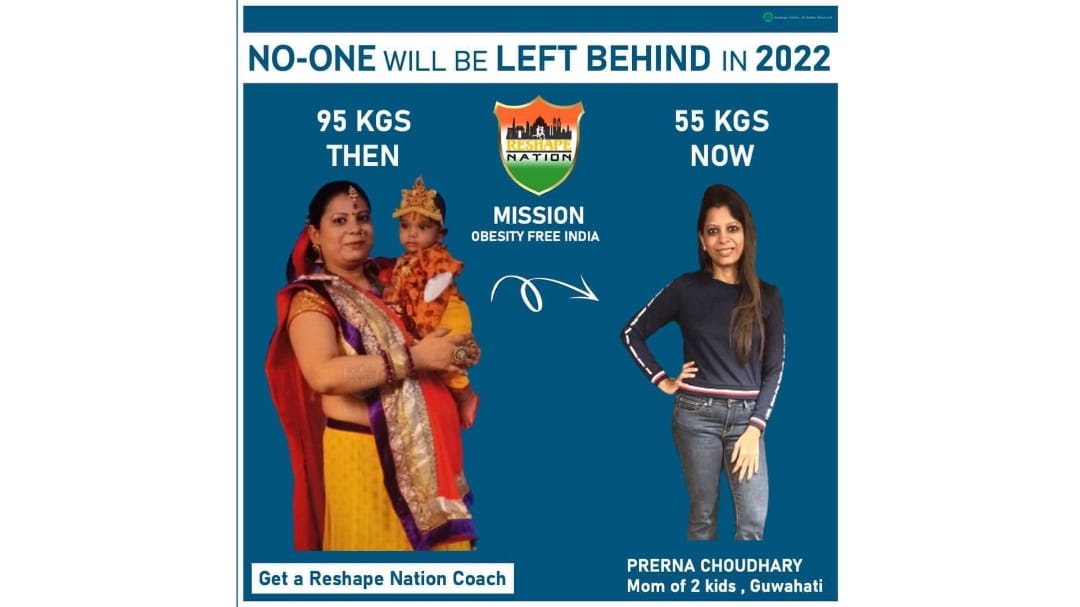 NO-ONE WILL BE LEFT BEHIND IN 2022
95 KGS
THEN
RESHAPE
NATION
MISSION
OBESITY FREE INDIA
55 KGS
NOW
Get a Reshape Nation Coach
PRERNA CHOUDHARY
Mom of 2 kids , Guwahati